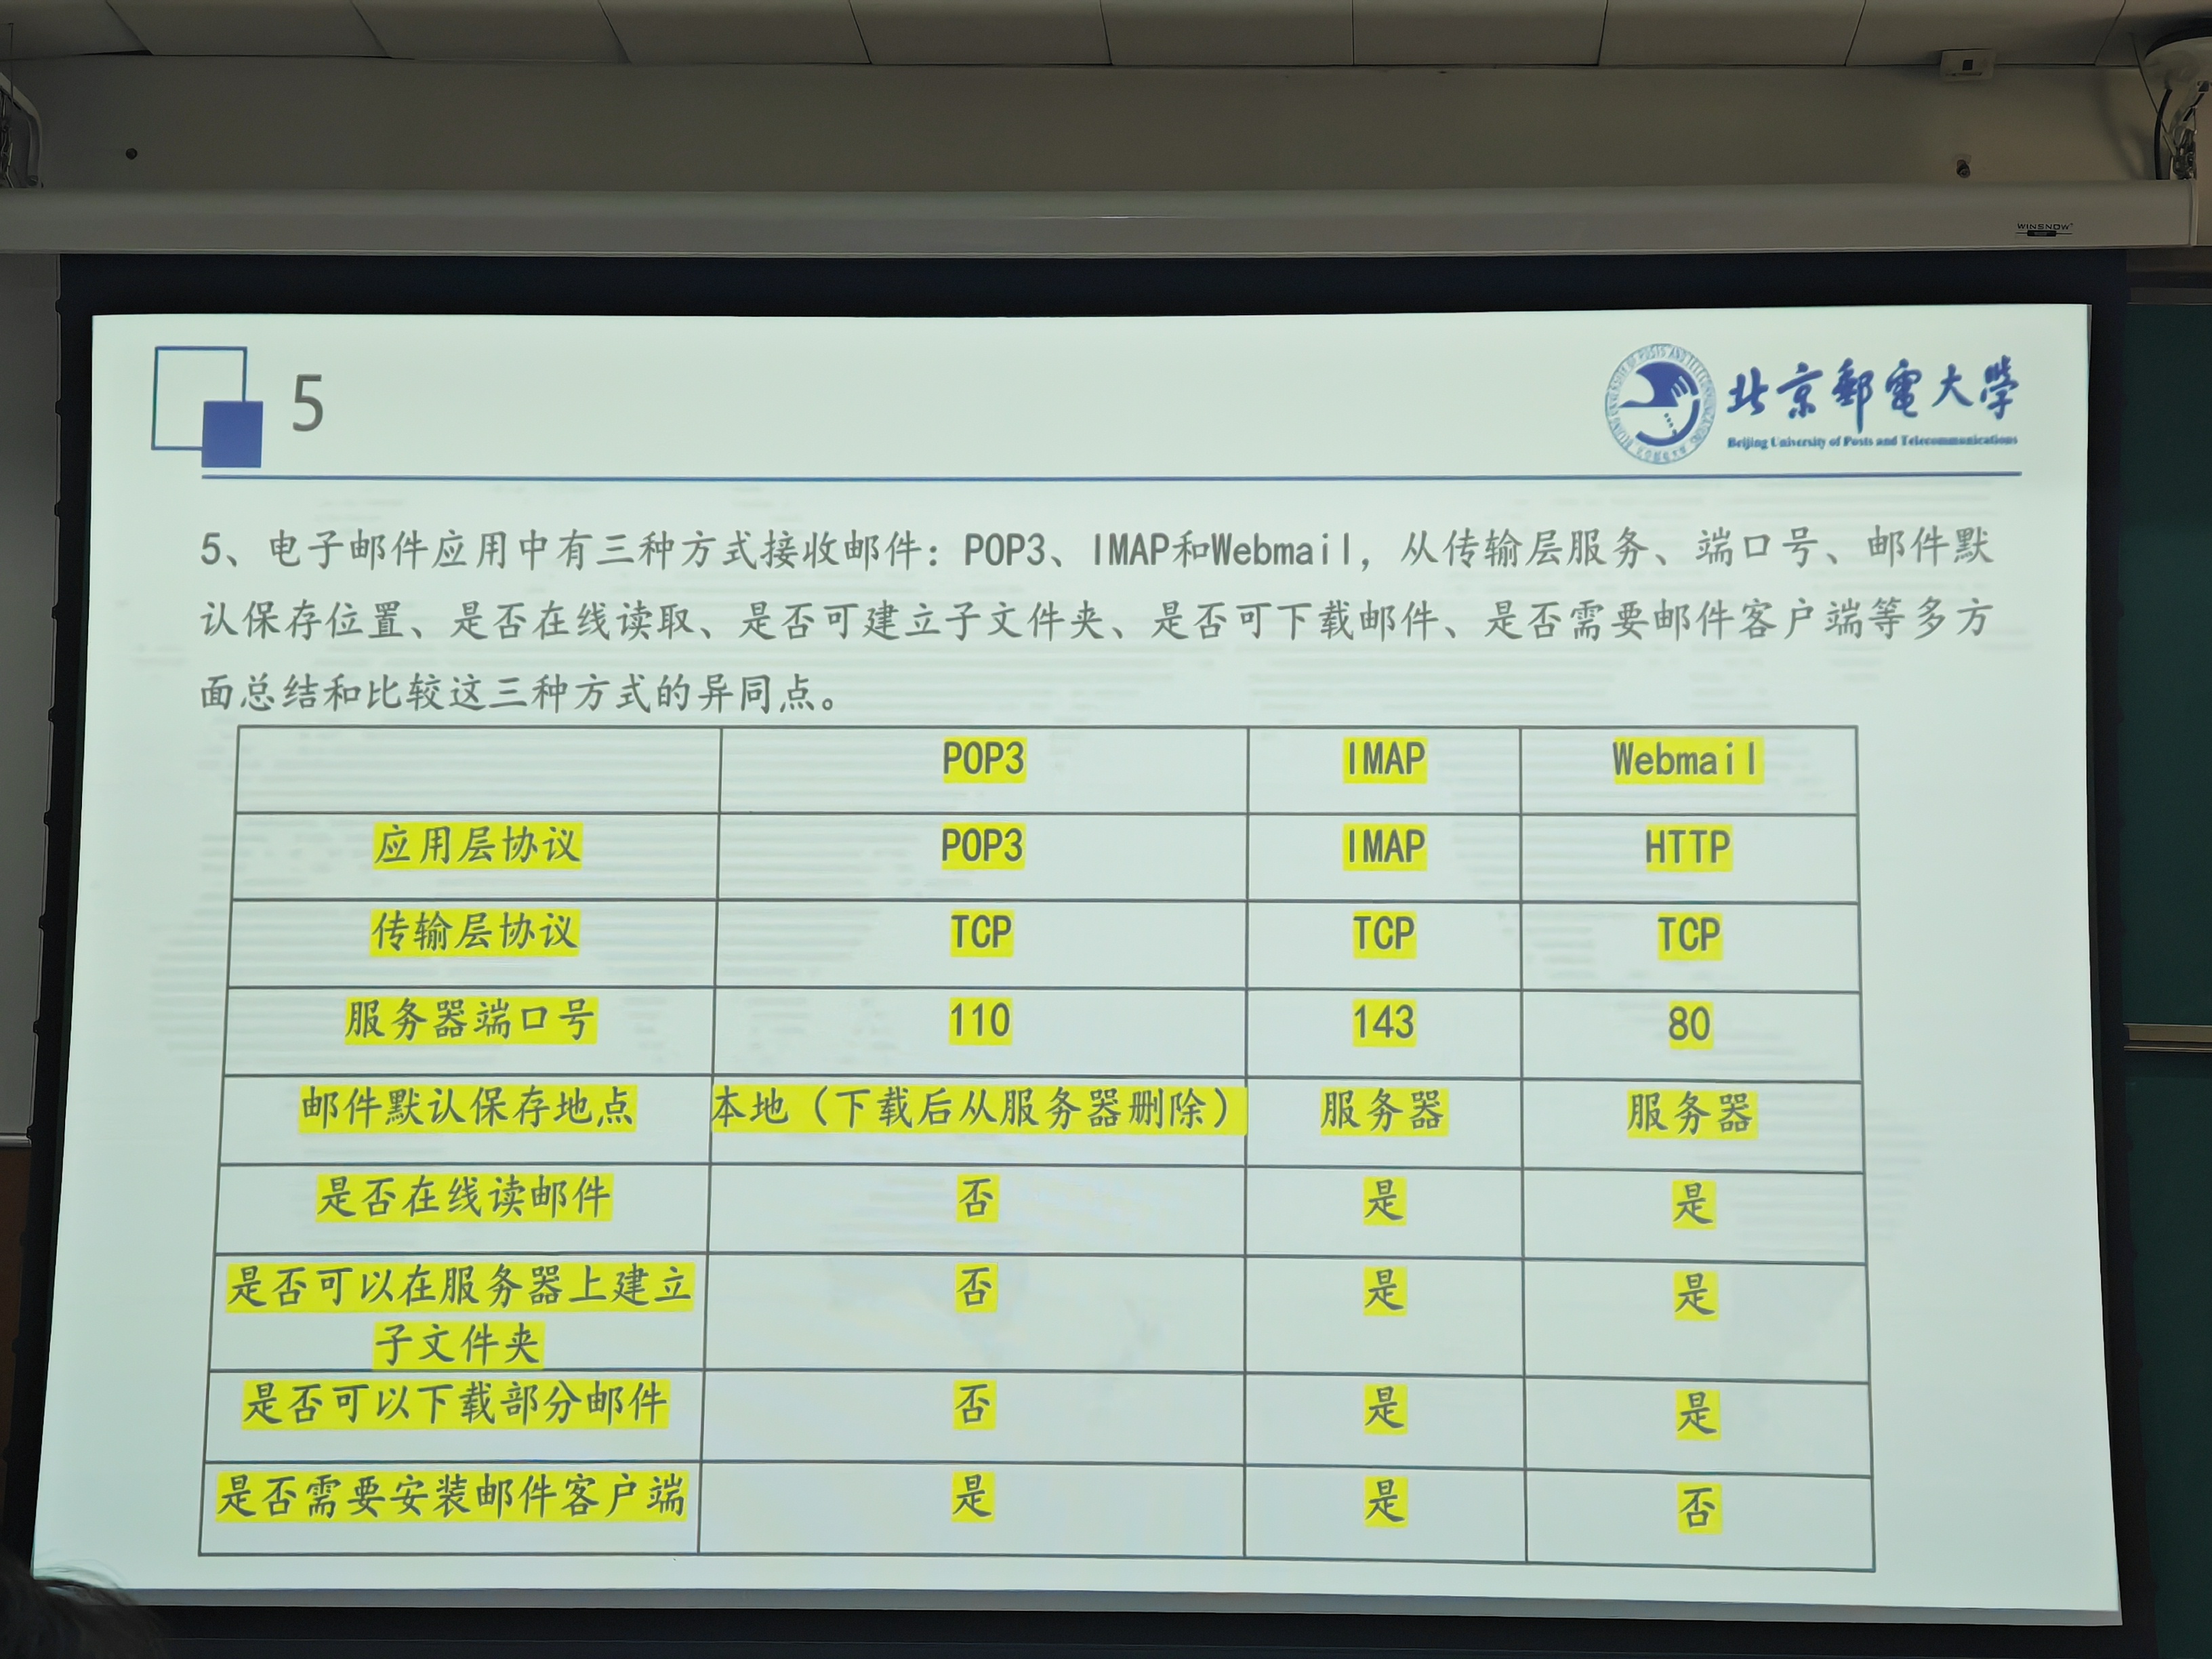 WINSNOW
5
北京郵電大學
Beijing University of Posts and Telecommunications
5、电子邮件应用中有三种方式接收邮件：POP3、IMAP和Webmail，从传输层服务、端口号、邮件默
认保存位置、是否在线读取、是否可建立子文件夹、是否可下载邮件、是否需要邮件客户端等多方
面总结和比较这三种方式的异同点。
POP3 IMAP Webmail
应用层协议 POP3 IMAP HTTP
传输层协议 TCP TCP TCP
服务器端口号 110 143 80
邮件默认保存地点 本地（下载后从服务器删除） 服务器 服务器
是否在线读邮件 否 是 是
是否可以在服务器上建立 否 是 是
子文件夹
是否可以下载部分邮件 否 是 是
是否需要安装邮件客户端 是 是 否